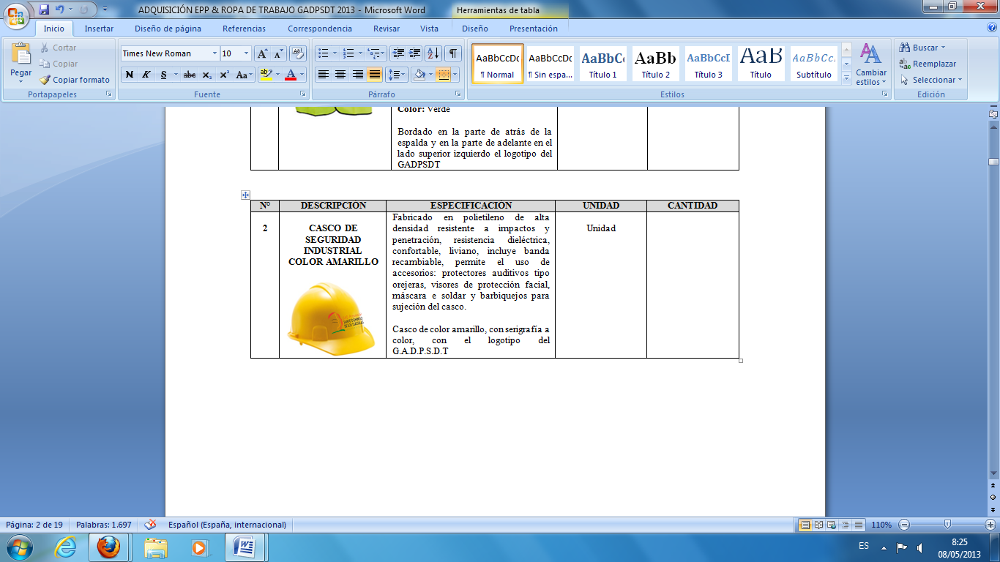 ADQUISICIÓN EPP & ROPA DE TRABAJO GADPSDT 2013 - Microsoft Word
Herramientas de tabla
Inicio Insertar Diseño de página Referencias Correspondencia Revisar Vista Diseño Presentación
Pegar
Cortar
Copiar
Copiar formato
Portapapeles
Times New Roman 10
N K S abc x₂ x² Aa
Fuente
Párrafo
AaBbCcDc AaBbCcDc AaBbCc AaBb AaBbCcI AaB AaBbCc.
¶ Normal ¶ Sin espa... Título 1 Título 2 Título 3 Título Subtítulo
Cambiar estilos
Estilos
Buscar
Reemplazar
Seleccionar
Edición
Color: Verde
Bordado en la parte de atrás de la
espalda y en la parte de adelante en el
lado superior izquierdo el logotipo del
GADPSDT
N° DESCRIPCIÓN ESPECIFICACIÓN UNIDAD CANTIDAD
2
CASCO DE
SEGURIDAD
INDUSTRIAL
COLOR AMARILLO
Fabricado en polietileno de alta
densidad resistente a impactos y
penetración, resistencia dieléctrica,
confortable, liviano, incluye banda
recambiable, permite el uso de
accesorios: protectores auditivos tipo
orejeras, visores de protección facial,
máscara e soldar y barbiquejos para
sujeción del casco.
Casco de color amarillo, con serigrafía a
color, con el logotipo del
G.A.D.P.S.D.T
Unidad
Página: 2 de 19 Palabras: 1.697 Español (España, internacional) 110%
ES 8:25
08/05/2013